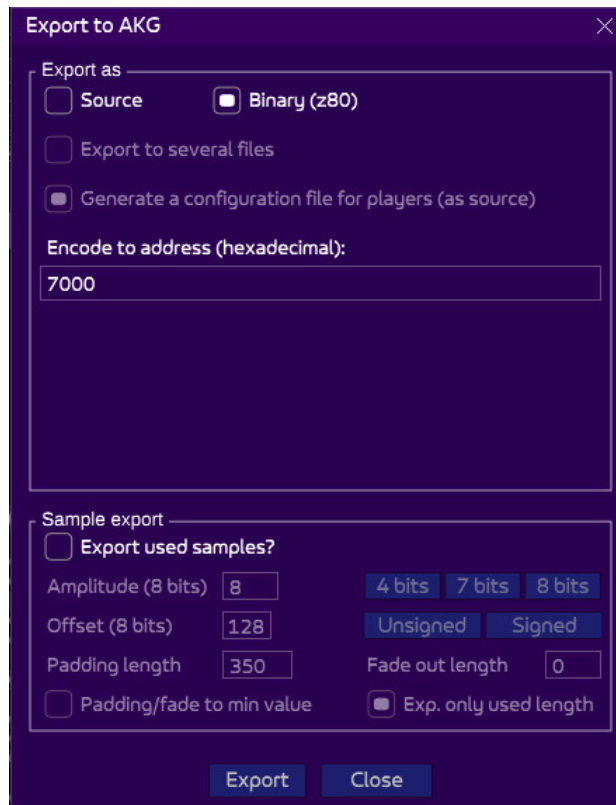 Export to AKG
Export as
Source Binary (z80)
Export to several files
Generate a configuration file for players (as source)
Encode to address (hexadecimal):
7000
Sample export
Export used samples?
Amplitude (8 bits) 8 4 bits 7 bits 8 bits
Offset (8 bits) 128 Unsigned Signed
Padding length 350 Fade out length 0
Padding/fade to min value Exp. only used length
Export Close